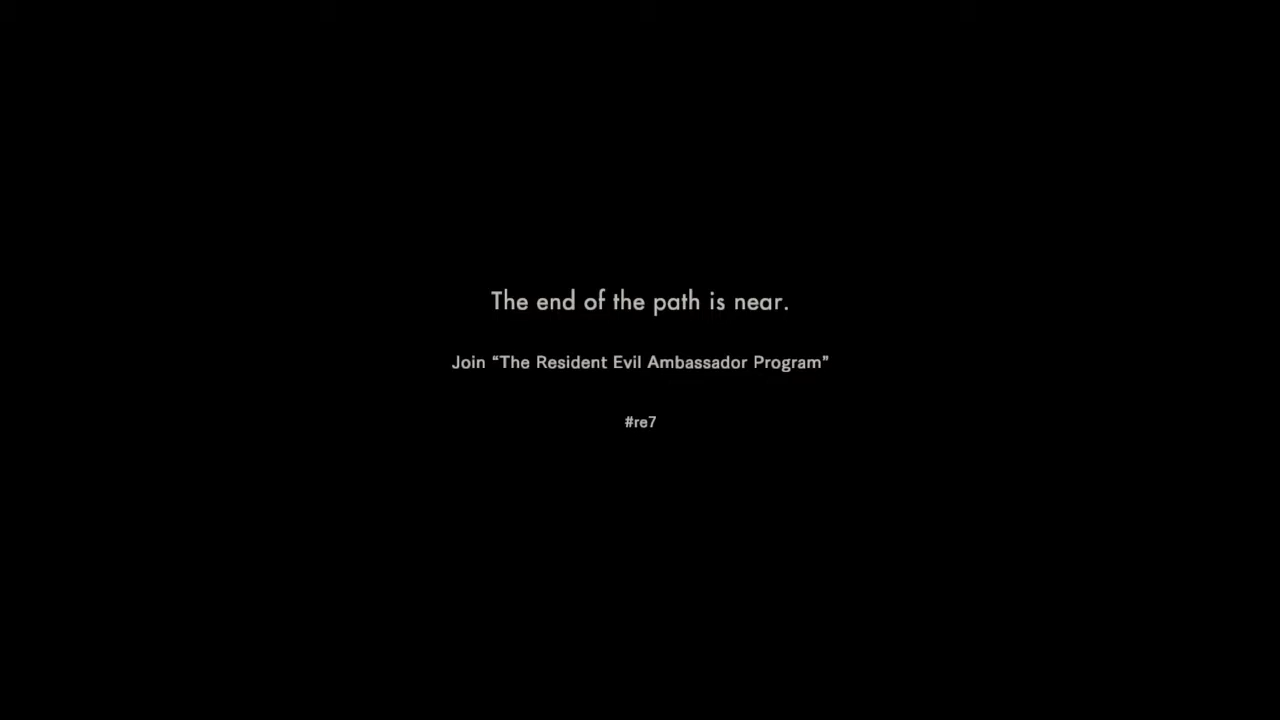 The end of the path is near.
Join “The Resident Evil Ambassador Program”
#re7